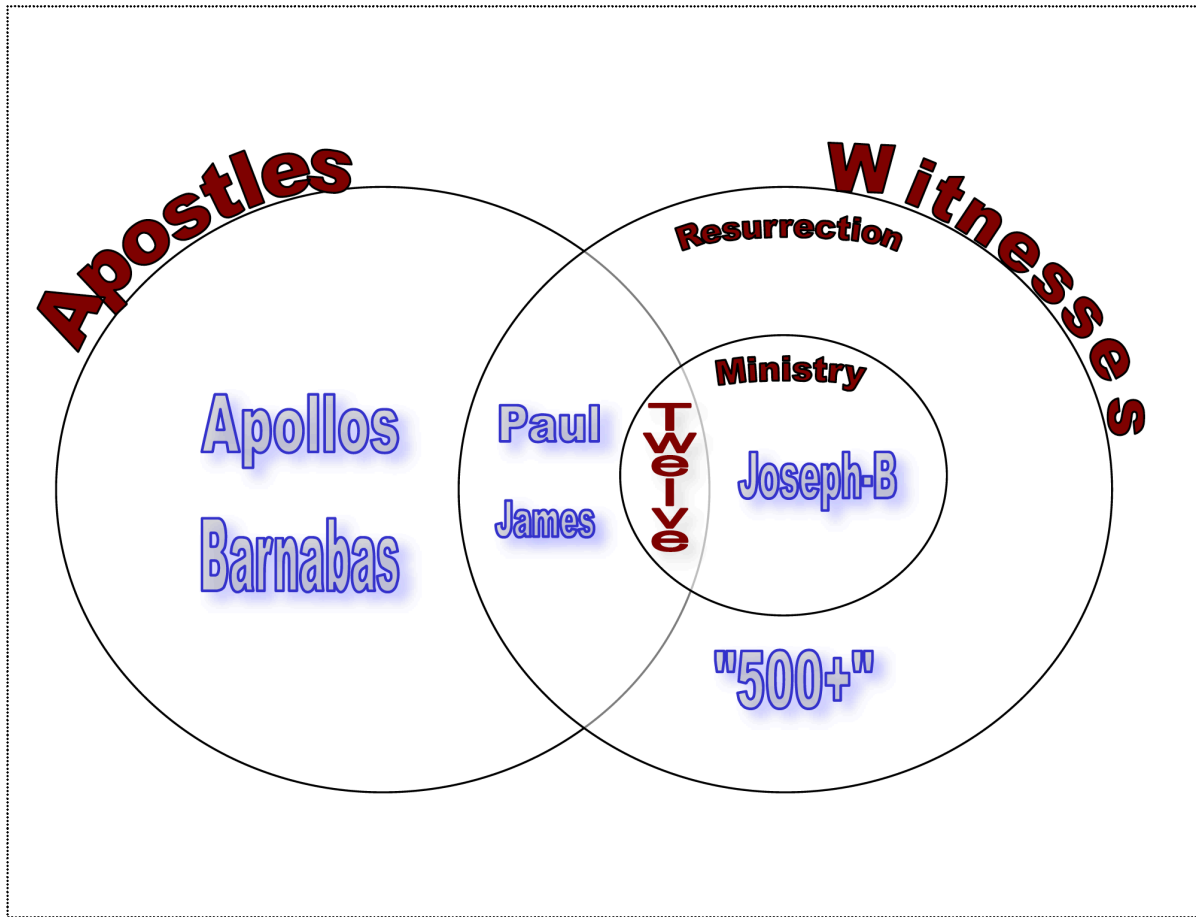 Apostles
Witnesses
Resurrection
Ministry
Apollos
Paul
Twelve
Joseph-B
James
Barnabas
"500+"